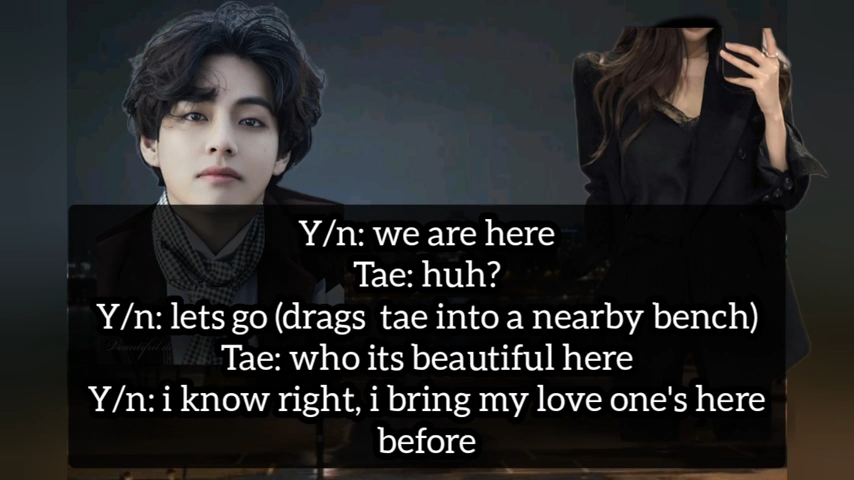 Y/n: we are here
Tae: huh?
Y/n: lets go (drags tae into a nearby bench)
Tae: who its beautiful here
Y/n: i know right, i bring my love one's here
before